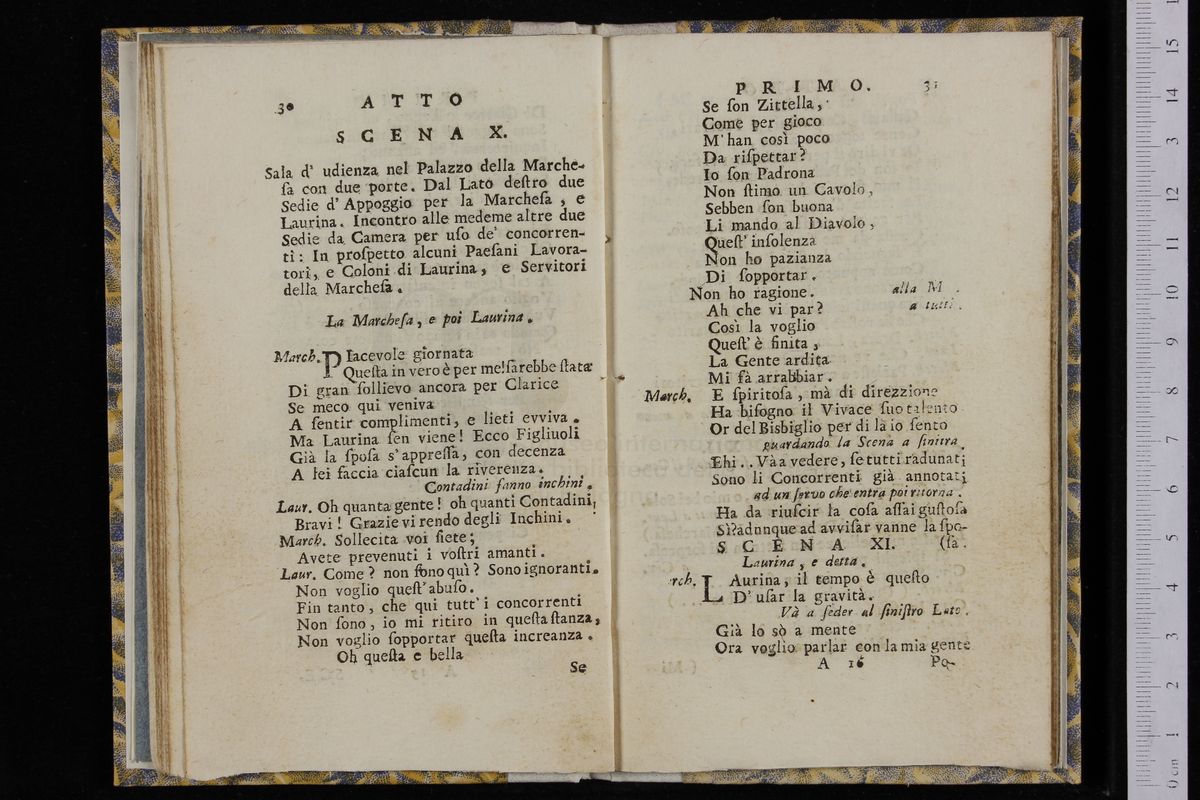 30 ATTO
SCENA X.
Sala d' udienza nel Palazzo della Marche-
ſa con due porte. Dal Lato deſtro due
Sedie d' Appoggio per la Marcheſa, e
Laurina. Incontro alle medeme altre due
Sedie da Camera per uſo de' concorren-
ti: In proſpetto alcuni Paeſani Lavora-
tori, e Coloni di Laurina, e Servitori
della Marcheſa.
La Marcheſa, e poi Laurina.
March. PIacevole giornata
Queſta in vero è per me! ſarebbe ſtata
Di gran ſollievo ancora per Clarice
Se meco qui veniva
A ſentir complimenti, e lieti evviva.
Ma Laurina ſen viene! Ecco Figliuoli
Già la ſpoſa s' appreſſa, con decenza
A lei faccia ciaſcun la riverenza.
Contadini fanno inchini.
Laur. Oh quanta gente! oh quanti Contadini,
Bravi! Grazie vi rendo degli Inchini.
March. Sollecita voi ſiete;
Avete prevenuti i voſtri amanti.
Laur. Come? non ſono quì? Sono ignoranti.
Non voglio queſt' abuſo.
Fin tanto, che qui tutt' i concorrenti
Non ſono, io mi ritiro in queſta ſtanza,
Non voglio ſopportar queſta increanza.
Oh queſta e bella
Se
PRIMO. 31
Se ſon Zittella,
Come per gioco
M' han così poco
Da riſpettar?
Io ſon Padrona
Non ſtimo un Cavolo,
Sebben ſon buona
Li mando al Diavolo,
Queſt' inſolenza
Non ho pazianza
Di ſopportar.
Non ho ragione. alla M.
Ah che vi par? a tutti.
Così la voglio
Queſt' è finita,
La Gente ardita
Mi fà arrabbiar.
March. E ſpiritoſa, mà di direzzione
Ha biſogno il Vivace ſuo talento
Or del Bisbiglio per di là io ſento
guardando la Scena a ſiniſtra
Ehi.. Và a vedere, ſe tutti radunati
Sono li Concorrenti già annotati
ad un ſervo che entra poi ritorna.
Ha da riuſcir la coſa aſſai guſtoſa
Sì? adunque ad avviſar vanne la ſpo-
SCENA XI. (ſa.
Laurina, e detta.
rch. LAurina, il tempo è queſto
D' uſar la gravità.
Và a ſeder al ſiniſtro Lato.
Già lo sò a mente
Ora voglio parlar con la mia gente
A 16 Po-